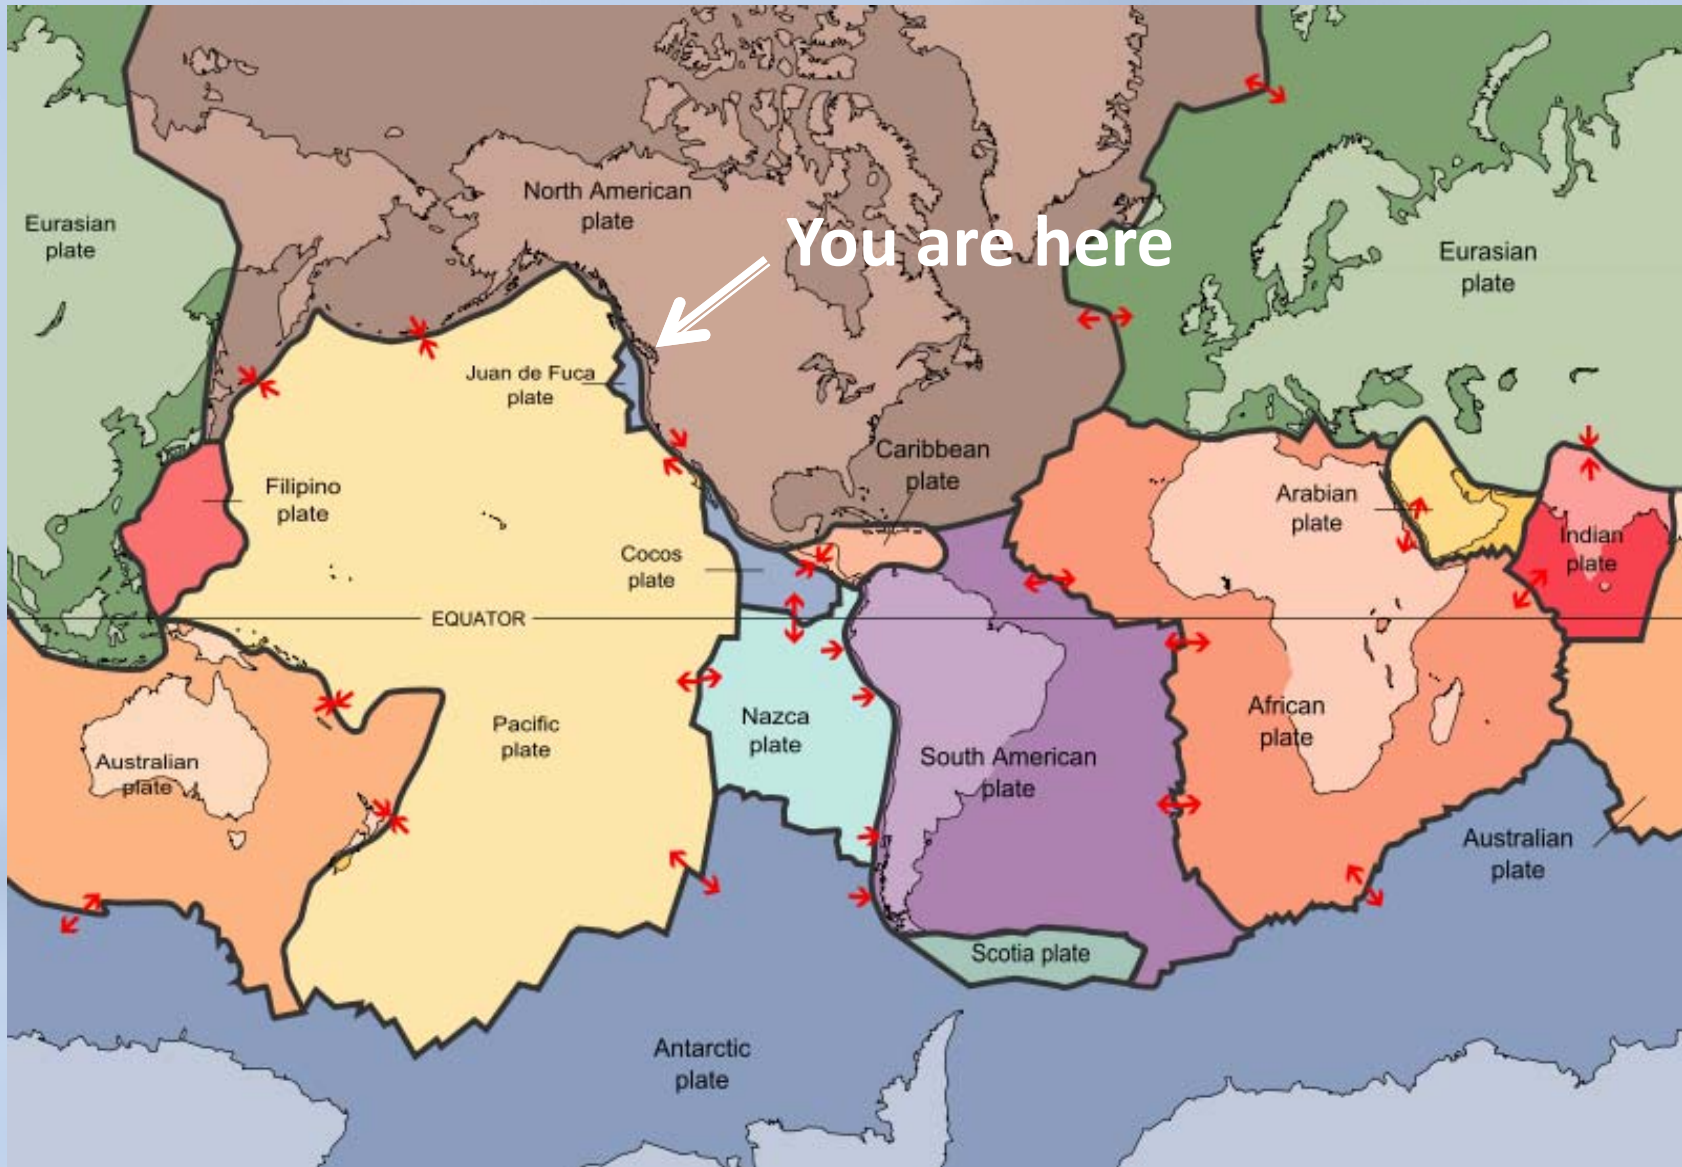 North American
plate
You are here
Eurasian
plate
Eurasian
plate
Juan de Fuca
plate
Caribbean
plate
Filipino
plate
Arabian
plate
Indian
plate
Cocos
plate
EQUATOR
Pacific
plate
Nazca
plate
African
plate
South American
plate
Australian
plate
Australian
plate
Scotia plate
Antarctic
plate